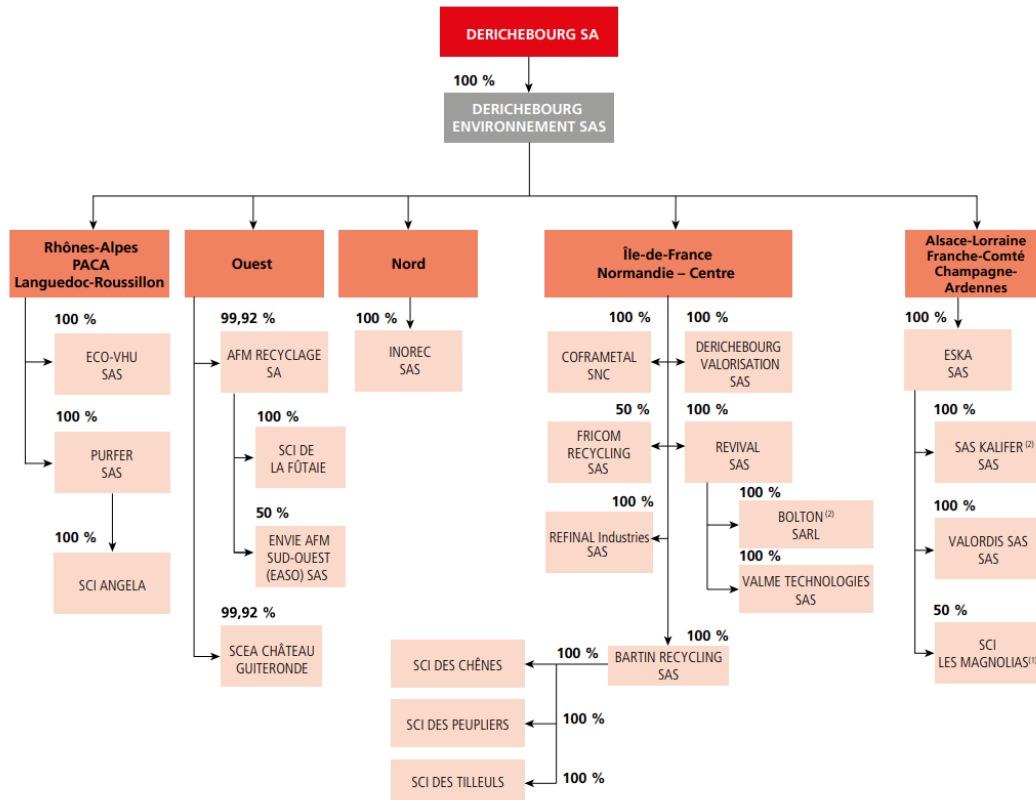 DERICHEBOURG SA
100 %
DERICHEBOURG
ENVIRONNEMENT SAS
Rhônes-Alpes
PACA
Languedoc-Roussillon
100 %
ECO-VHU
SAS
100 %
PURFER
SAS
100 %
SCI ANGELA
Ouest
99,92 %
AFM RECYCLAGE
SA
100 %
SCI DE
LA FÛTAIE
50 %
ENVIE AFM
SUD-OUEST
(EASO) SAS
99,92 %
SCEA CHÂTEAU
GUITERONDE
Nord
100 %
INOREC
SAS
Île-de-France
Normandie – Centre
100 %
COFRAMETAL
SNC
100 %
DERICHEBOURG
VALORISATION
SAS
50 %
FRICOM
RECYCLING
SAS
100 %
REVIVAL
SAS
100 %
BOLTON (2)
SARL
100 %
VALME TECHNOLOGIES
SAS
100 %
REFINAL Industries
SAS
100 %
BARTIN RECYCLING
SAS
100 %
SCI DES CHÊNES
100 %
SCI DES PEUPLIERS
100 %
SCI DES TILLEULS
Alsace-Lorraine
Franche-Comté
Champagne-
Ardennes
100 %
ESKA
SAS
100 %
SAS KALIFER (2)
SAS
100 %
VALORDIS SAS
SAS
50 %
SCI
LES MAGNOLIAS(1)